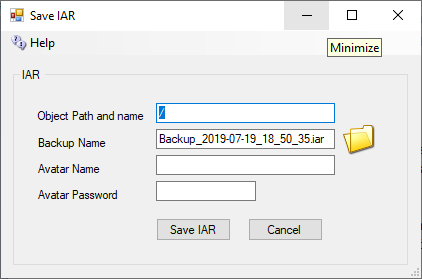 Save IAR
Help
Minimize
IAR
Object Path and name
/
Backup Name
Backup_2019-07-19_18_50_35.iar
Avatar Name
Avatar Password
Save IAR
Cancel